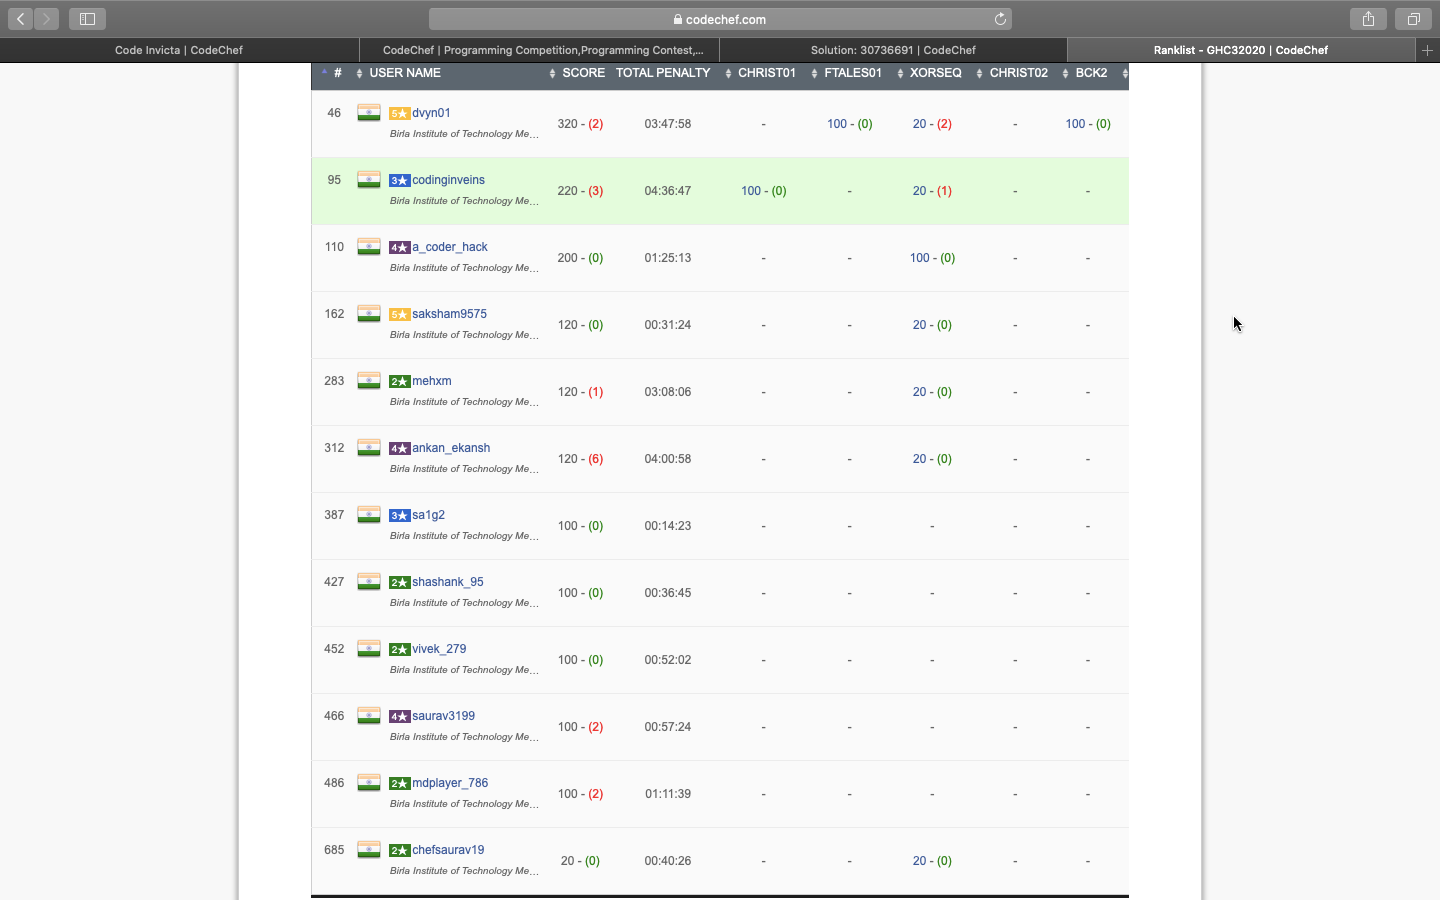 codechef.com
Code Invicta | CodeChef
CodeChef | Programming Competition,Programming Contest,...
Solution: 30736691 | CodeChef
Ranklist - GHC32020 | CodeChef
# USER NAME SCORE TOTAL PENALTY CHRIST01 FTALES01 XORSEQ CHRIST02 BCK2
46 5★ dvyn01
Birla Institute of Technology Me...
320 - (2) 03:47:58 - 100 - (0) 20 - (2) - 100 - (0)
95 3★ codinginveins
Birla Institute of Technology Me...
220 - (3) 04:36:47 100 - (0) - 20 - (1) - -
110 4★ a_coder_hack
Birla Institute of Technology Me...
200 - (0) 01:25:13 - - 100 - (0) - -
162 5★ saksham9575
Birla Institute of Technology Me...
120 - (0) 00:31:24 - - 20 - (0) - -
283 2★ mehxm
Birla Institute of Technology Me...
120 - (1) 03:08:06 - - 20 - (0) - -
312 4★ ankan_ekansh
Birla Institute of Technology Me...
120 - (6) 04:00:58 - - 20 - (0) - -
387 3★ sa1g2
Birla Institute of Technology Me...
100 - (0) 00:14:23 - - - - -
427 2★ shashank_95
Birla Institute of Technology Me...
100 - (0) 00:36:45 - - - - -
452 2★ vivek_279
Birla Institute of Technology Me...
100 - (0) 00:52:02 - - - - -
466 4★ saurav3199
Birla Institute of Technology Me...
100 - (2) 00:57:24 - - - - -
486 2★ mdplayer_786
Birla Institute of Technology Me...
100 - (2) 01:11:39 - - - - -
685 2★ chefsaurav19
Birla Institute of Technology Me...
20 - (0) 00:40:26 - - 20 - (0) - -